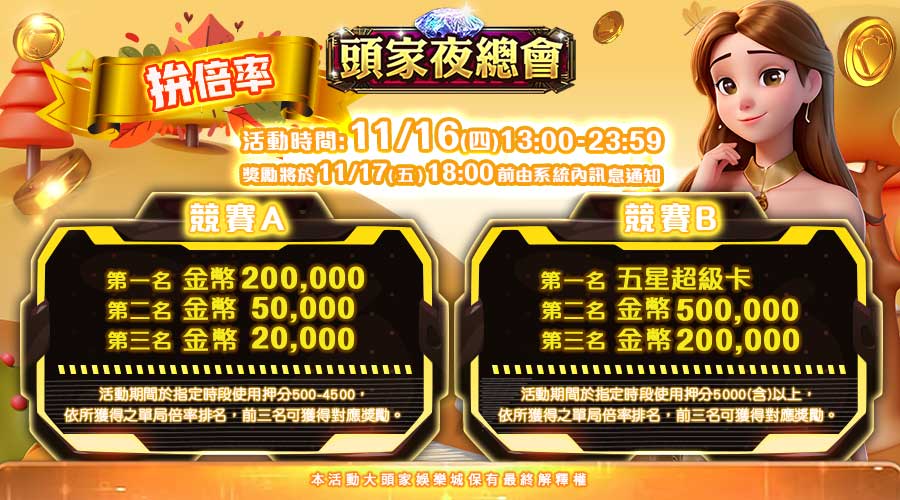 拚倍率
頭家夜總會
活動時間:11/16(四)13:00-23:59
獎勵將於11/17(五)18:00前由系統內訊息通知
競賽A
第一名 金幣 200,000
第二名 金幣 50,000
第三名 金幣 20,000
活動期間於指定時段使用押分500-4500，
依所獲得之單局倍率排名，前三名可獲得對應獎勵。
競賽B
第一名 五星超級卡
第二名 金幣 500,000
第三名 金幣 200,000
活動期間於指定時段使用押分5000(含)以上，
依所獲得之單局倍率排名，前三名可獲得對應獎勵。
本活動大頭家娛樂城保有最終解釋權